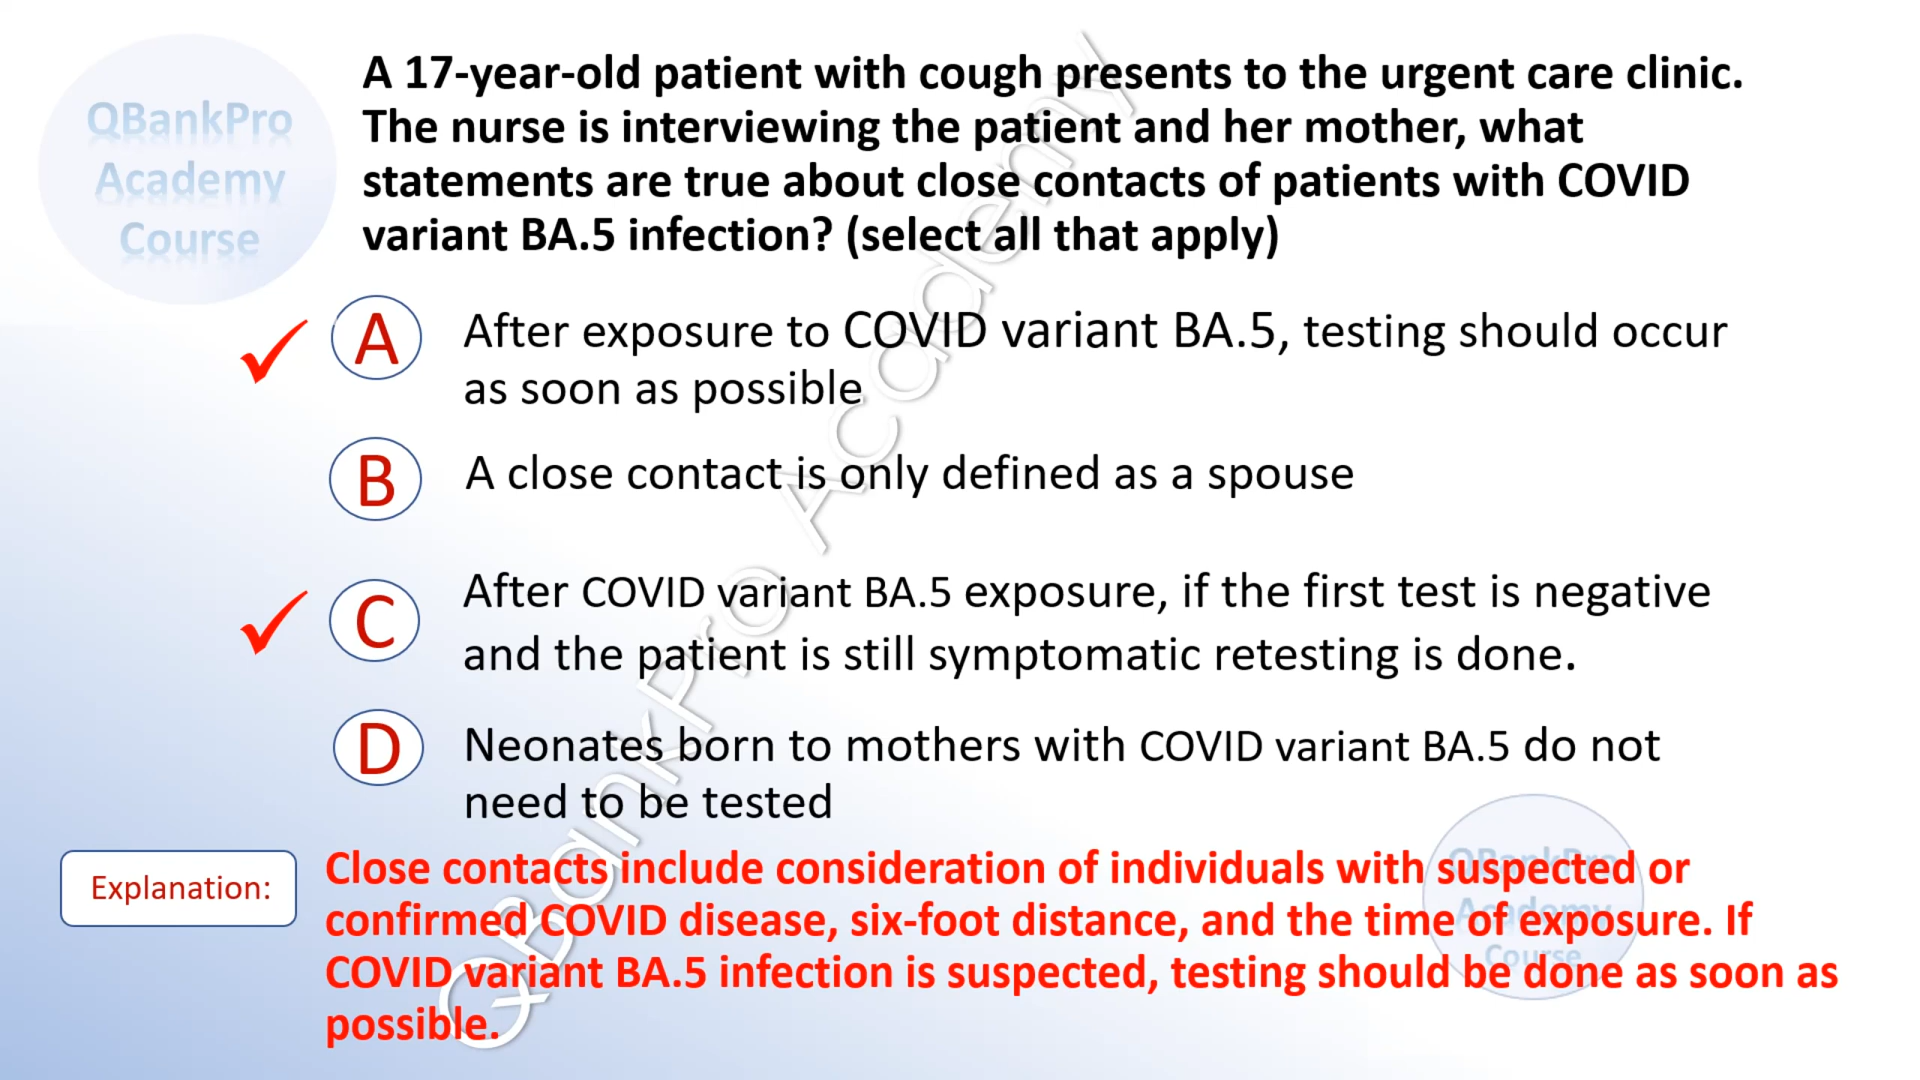 QBankPro
Academy
Course
A 17-year-old patient with cough presents to the urgent care clinic.
The nurse is interviewing the patient and her mother, what
statements are true about close contacts of patients with COVID
variant BA.5 infection? (select all that apply)
A
After exposure to COVID variant BA.5, testing should occur
as soon as possible
B
A close contact is only defined as a spouse
C
After COVID variant BA.5 exposure, if the first test is negative
and the patient is still symptomatic retesting is done.
D
Neonates born to mothers with COVID variant BA.5 do not
need to be tested
Explanation:
Close contacts include consideration of individuals with suspected or
confirmed COVID disease, six-foot distance, and the time of exposure. If
COVID variant BA.5 infection is suspected, testing should be done as soon as
possible.
QBankPro Academy
QBankPro
Academy
Course